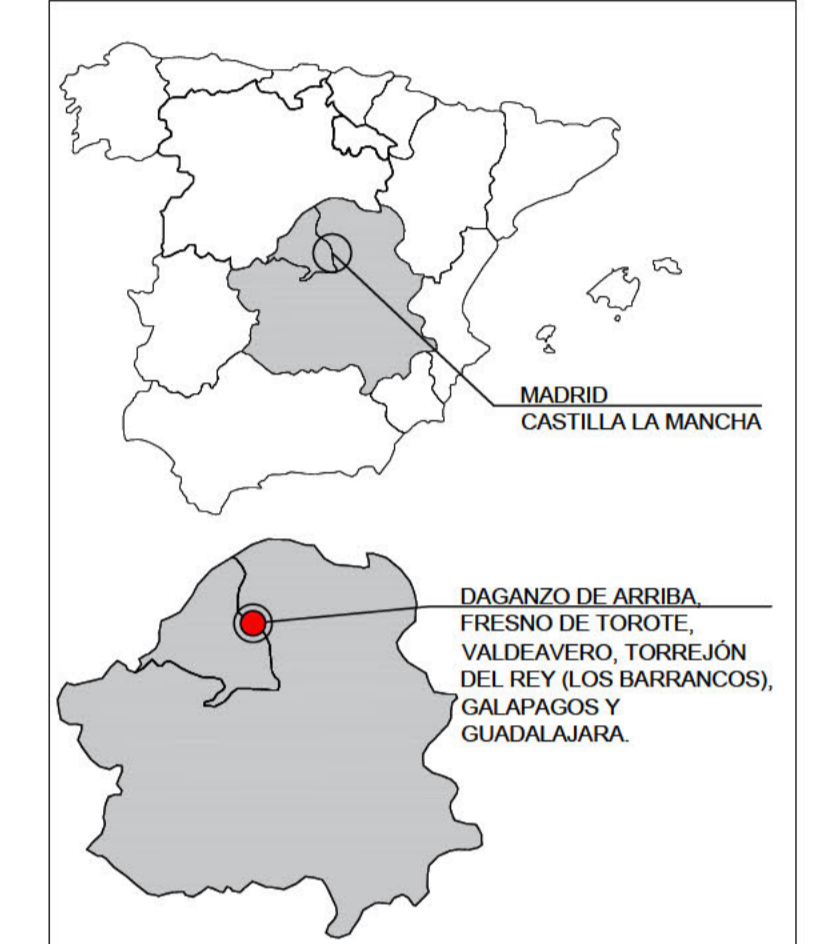 MADRID
CASTILLA LA MANCHA
DAGANZO DE ARRIBA,
FRESNO DE TOROTE,
VALDEAVERO, TORREJÓN
DEL REY (LOS BARRANCOS),
GALAPAGOS Y
GUADALAJARA.